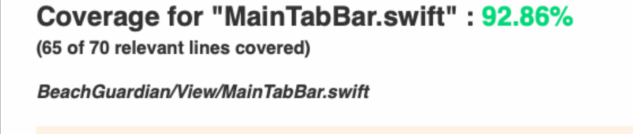 Coverage for "MainTabBar.swift" : 92.86%
(65 of 70 relevant lines covered)
BeachGuardian/View/MainTabBar.swift